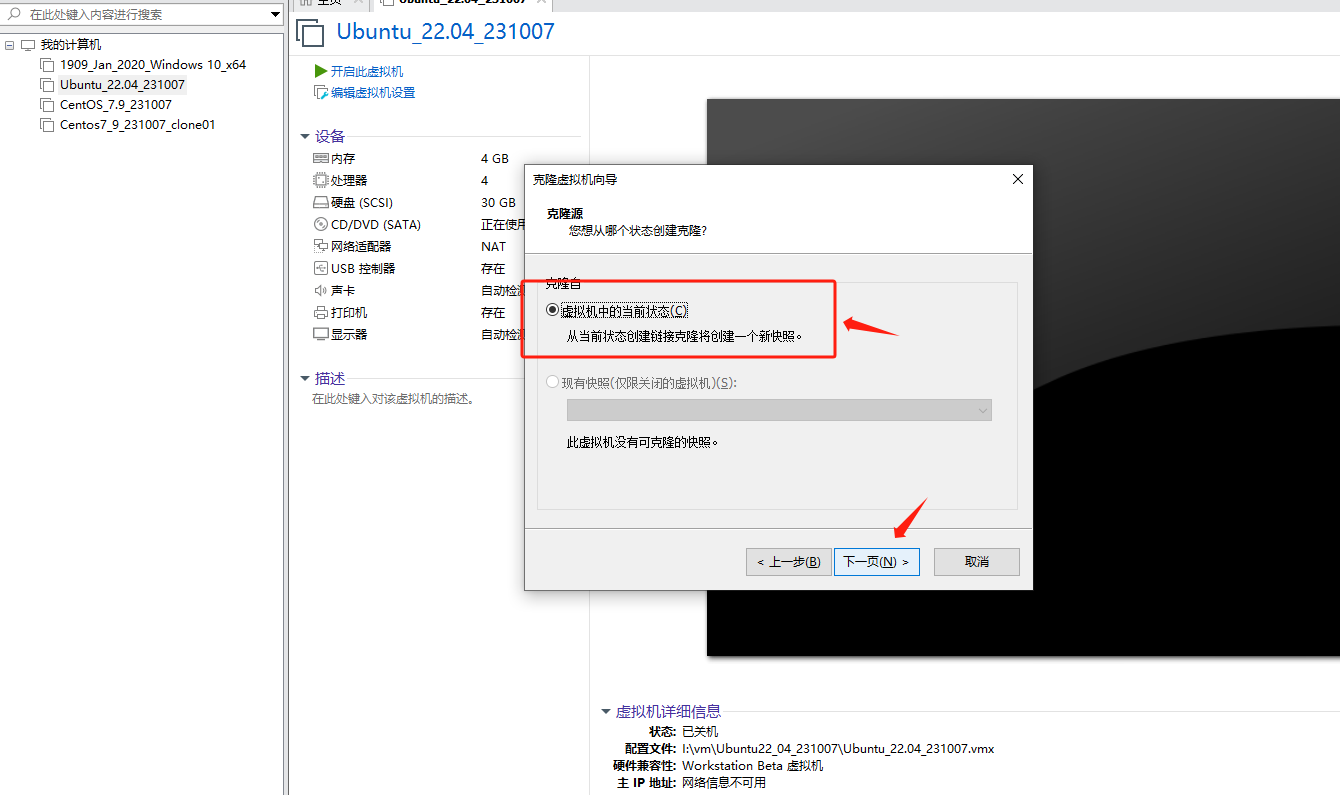 在此处键入内容进行搜索
我的计算机
1909_Jan_2020_Windows 10_x64
Ubuntu_22.04_231007
CentOS_7.9_231007
Centos7_9_231007_clone01
主页
Ubuntu_22.04_231007
Ubuntu_22.04_231007
开启此虚拟机
编辑虚拟机设置
设备
内存 4 GB
处理器 4
硬盘 (SCSI) 30 GB
CD/DVD (SATA) 正在使用
网络适配器 NAT
USB 控制器 存在
声卡 自动检测
打印机 存在
显示器 自动检测
描述
在此处键入对该虚拟机的描述。
克隆虚拟机向导
克隆源
您想从哪个状态创建克隆?
克隆自
虚拟机中的当前状态(C)
从当前状态创建链接克隆将创建一个新快照。
现有快照(仅限关闭的虚拟机)(S):
此虚拟机没有可克隆的快照。
< 上一步(B)
下一页(N) >
取消
虚拟机详细信息
状态: 已关机
配置文件: I:\vm\Ubuntu22_04_231007\Ubuntu_22.04_231007.vmx
硬件兼容性: Workstation Beta 虚拟机
主 IP 地址: 网络信息不可用